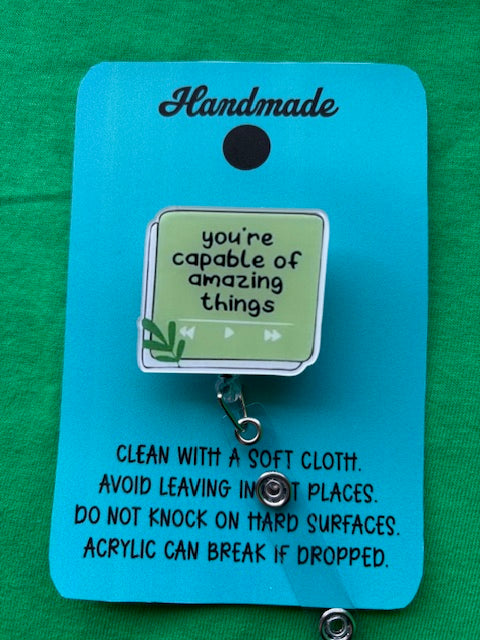 Handmade
you're
capable of
amazing
things
CLEAN WITH A SOFT CLOTH.
AVOID LEAVING IN PLACES.
DO NOT KNOCK ON HARD SURFACES.
ACRYLIC CAN BREAK IF DROPPED.